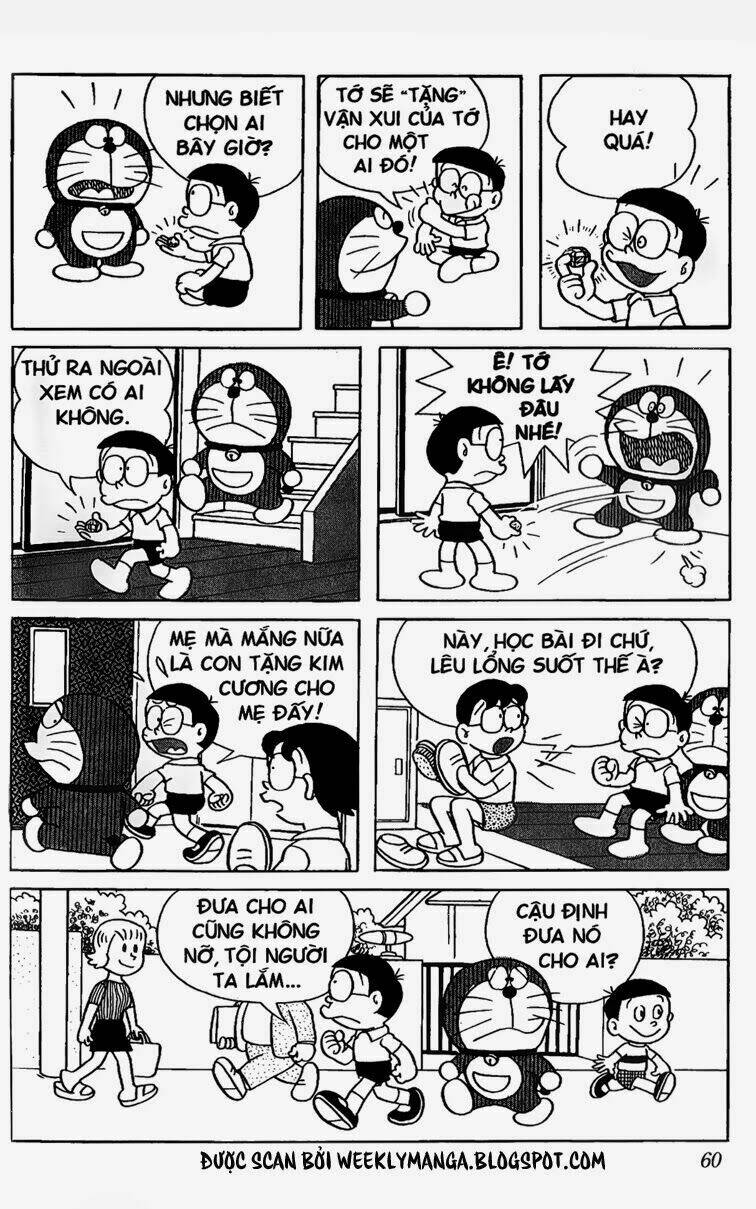 HAY
QUÁ!
TỚ SẼ “TẶNG”
VẬN XUI CỦA TỚ
CHO MỘT
AI ĐÓ!
NHƯNG BIẾT
CHỌN AI
BÂY GIỜ?
Ê! TỚ
KHÔNG LẤY
ĐÂU
NHÉ!
THỬ RA NGOÀI
XEM CÓ AI
KHÔNG.
NÀY, HỌC BÀI ĐI CHỨ,
LÊU LỔNG SUỐT THẾ À?
MẸ MÀ MẮNG NỮA
LÀ CON TẶNG KIM
CƯƠNG CHO
MẸ ĐẤY!
CẬU ĐỊNH
ĐƯA NÓ
CHO AI?
ĐƯA CHO AI
CŨNG KHÔNG
NỠ, TỘI NGƯỜI
TA LẮM...
ĐƯỢC SCAN BỞI WEEKLYMANGA.BLOGSPOT.COM
60